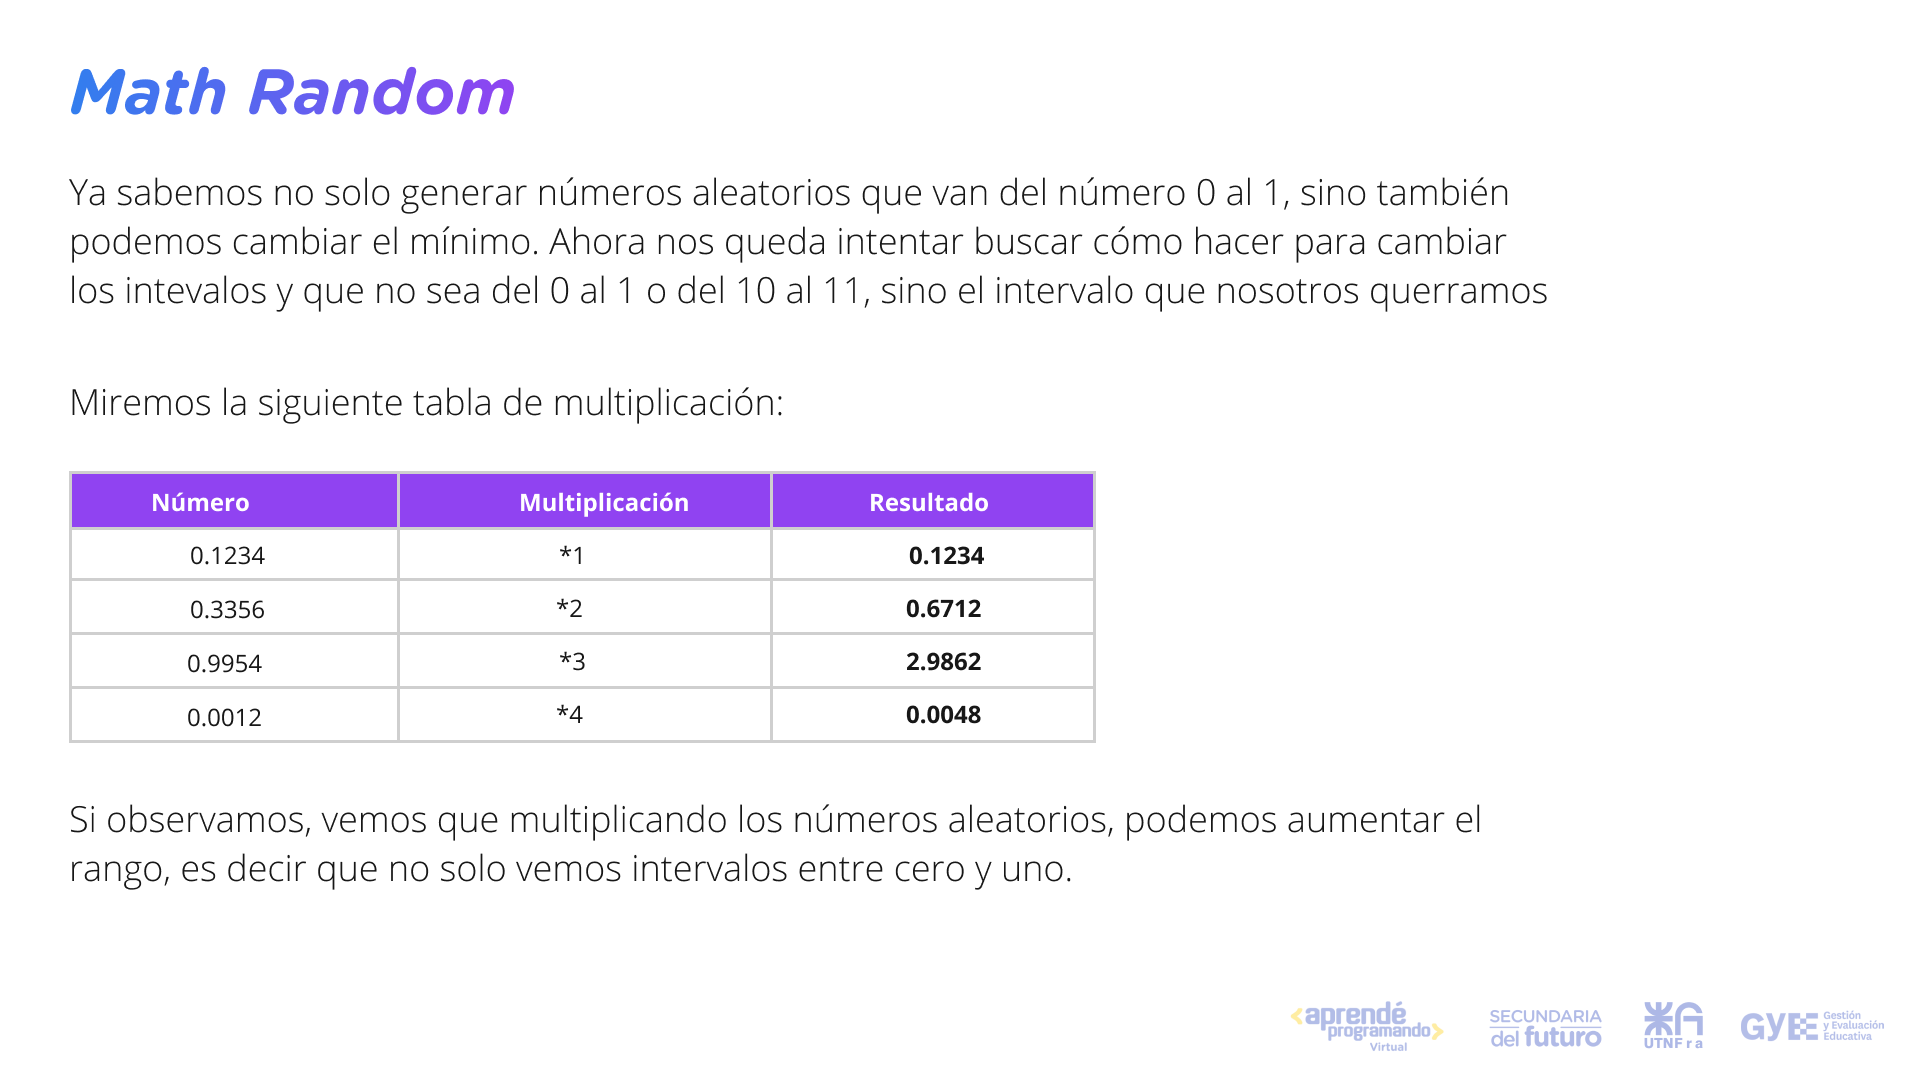 Math Random
Ya sabemos no solo generar números aleatorios que van del número 0 al 1, sino también
podemos cambiar el mínimo. Ahora nos queda intentar buscar cómo hacer para cambiar
los intevalos y que no sea del 0 al 1 o del 10 al 11, sino el intervalo que nosotros querramos
Miremos la siguiente tabla de multiplicación:
Número Multiplicación Resultado
0.1234 *1 0.1234
0.3356 *2 0.6712
0.9954 *3 2.9862
0.0012 *4 0.0048
Si observamos, vemos que multiplicando los números aleatorios, podemos aumentar el
rango, es decir que no solo vemos intervalos entre cero y uno.
<aprendé
programando>
Virtual
SECUNDARIA
del futuro
UTNFra
GYEE
Gestión
y Evaluación
Educativa